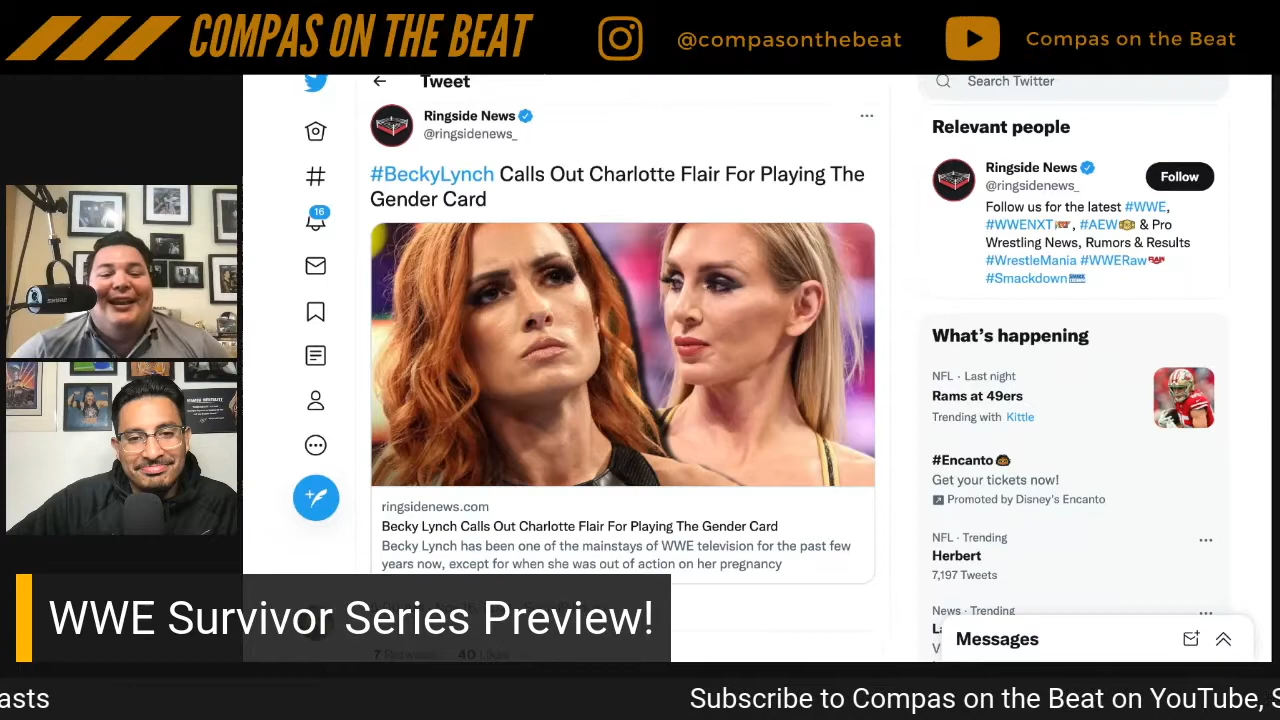 COMPAS ON THE BEAT
@compasonthebeat
Compas on the Beat
Tweet
Search Twitter
Ringside News
@ringsidenews_
#BeckyLynch Calls Out Charlotte Flair For Playing The
Gender Card
16
ringsidenews.com
Becky Lynch Calls Out Charlotte Flair For Playing The Gender Card
Becky Lynch has been one of the mainstays of WWE television for the past few
years now, except for when she was out of action on her pregnancy
7 Retweets 40 Likes
Relevant people
Ringside News
@ringsidenews_
Follow
Follow us for the latest #WWE,
#WWENXT, #AEW & Pro
Wrestling News, Rumors & Results
#WrestleMania #WWERaw
#Smackdown
What's happening
NFL · Last night
Rams at 49ers
Trending with Kittle
#Encanto
Get your tickets now!
Promoted by Disney's Encanto
NFL · Trending
Herbert
7,197 Tweets
News · Trending
Messages
SHURE
WWE Survivor Series Preview!
asts
Subscribe to Compas on the Beat on YouTube, S